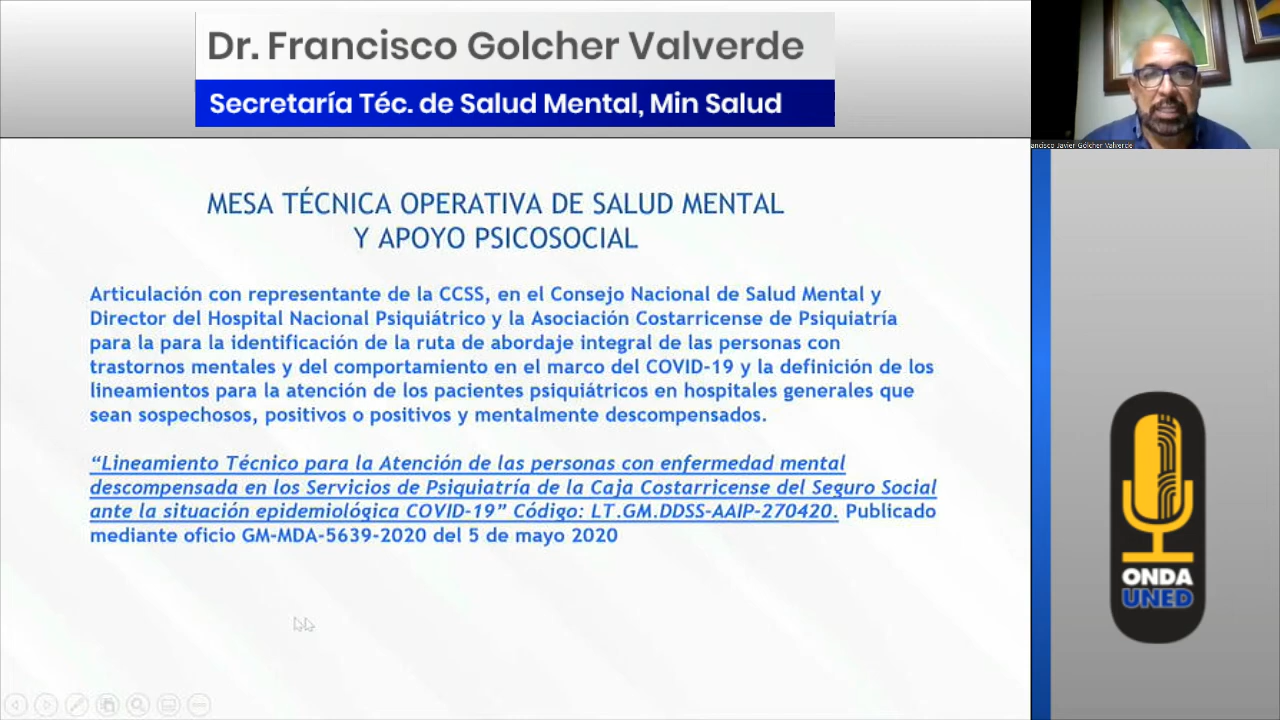 Dr. Francisco Golcher Valverde
Secretaría Téc. de Salud Mental, Min Salud
ancisco Javier Gólcher Valverde
MESA TÉCNICA OPERATIVA DE SALUD MENTAL
Y APOYO PSICOSOCIAL
Articulación con representante de la CCSS, en el Consejo Nacional de Salud Mental y
Director del Hospital Nacional Psiquiátrico y la Asociación Costarricense de Psiquiatría
para la para la identificación de la ruta de abordaje integral de las personas con
trastornos mentales y del comportamiento en el marco del COVID-19 y la definición de los
lineamientos para la atención de los pacientes psiquiátricos en hospitales generales que
sean sospechosos, positivos o positivos y mentalmente descompensados.
“Lineamiento Técnico para la Atención de las personas con enfermedad mental
descompensada en los Servicios de Psiquiatría de la Caja Costarricense del Seguro Social
ante la situación epidemiológica COVID-19” Código: LT.GM.DDSS-AAIP-270420. Publicado
mediante oficio GM-MDA-5639-2020 del 5 de mayo 2020
ONDA
UNED